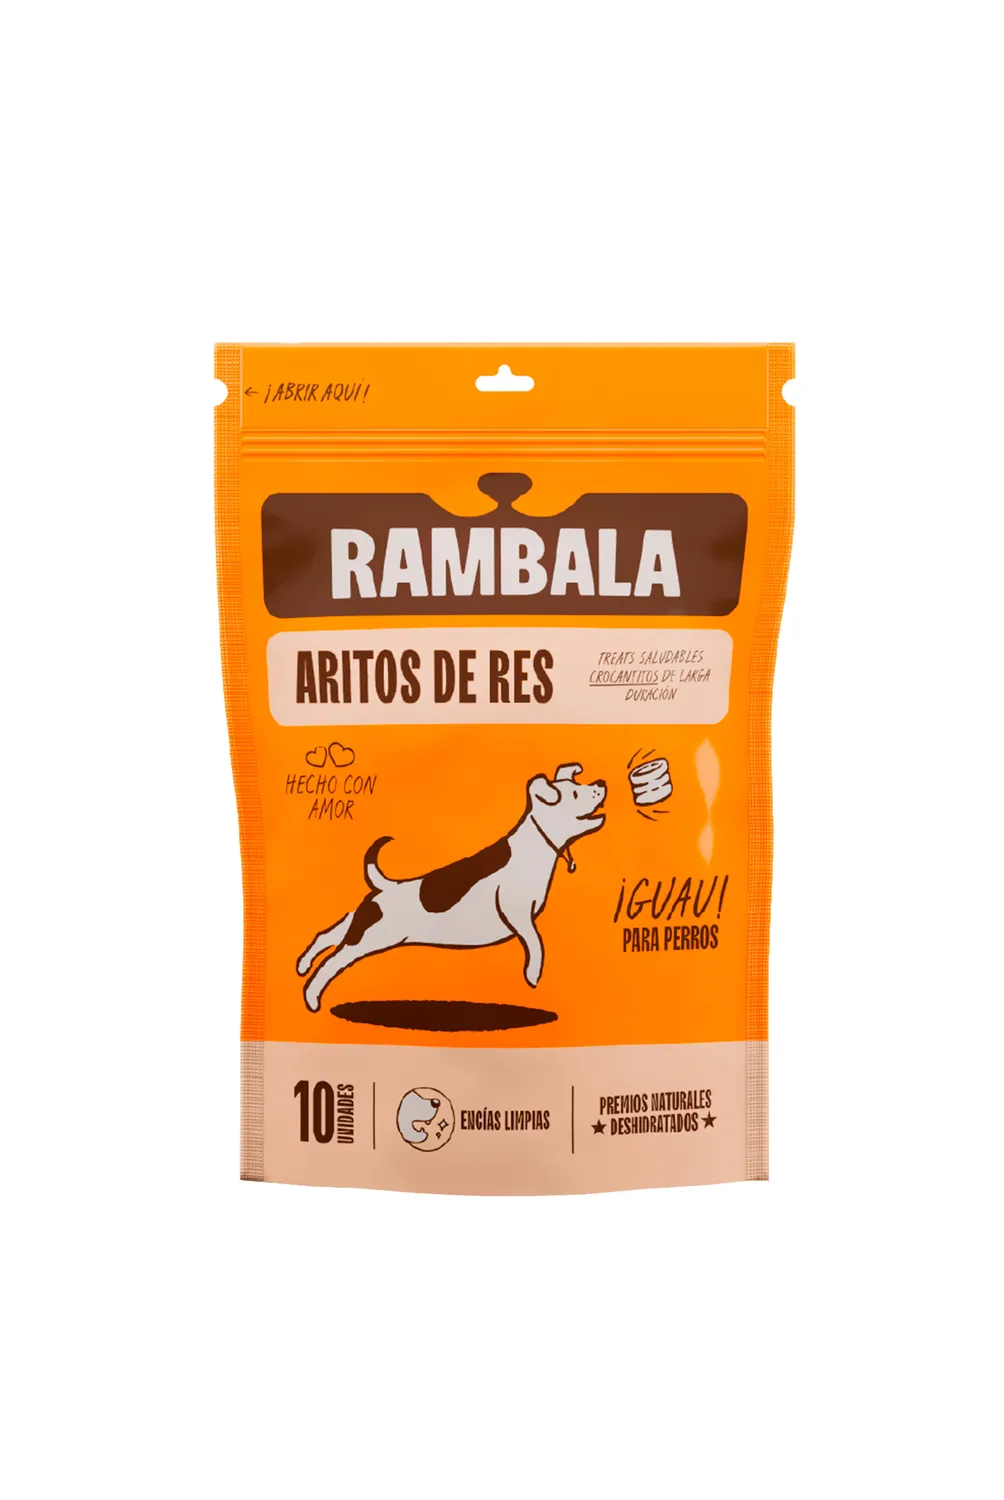 ← ¡ABRIR AQUÍ!
RAMBALA
ARITOS DE RES
TREATS SALUDABLES
CROCANTITOS DE LARGA
DURACIÓN
HECHO CON
AMOR
¡GUAU!
PARA PERROS
10
UNIDADES
ENCÍAS LIMPIAS
PREMIOS NATURALES
★ DESHIDRATADOS ★